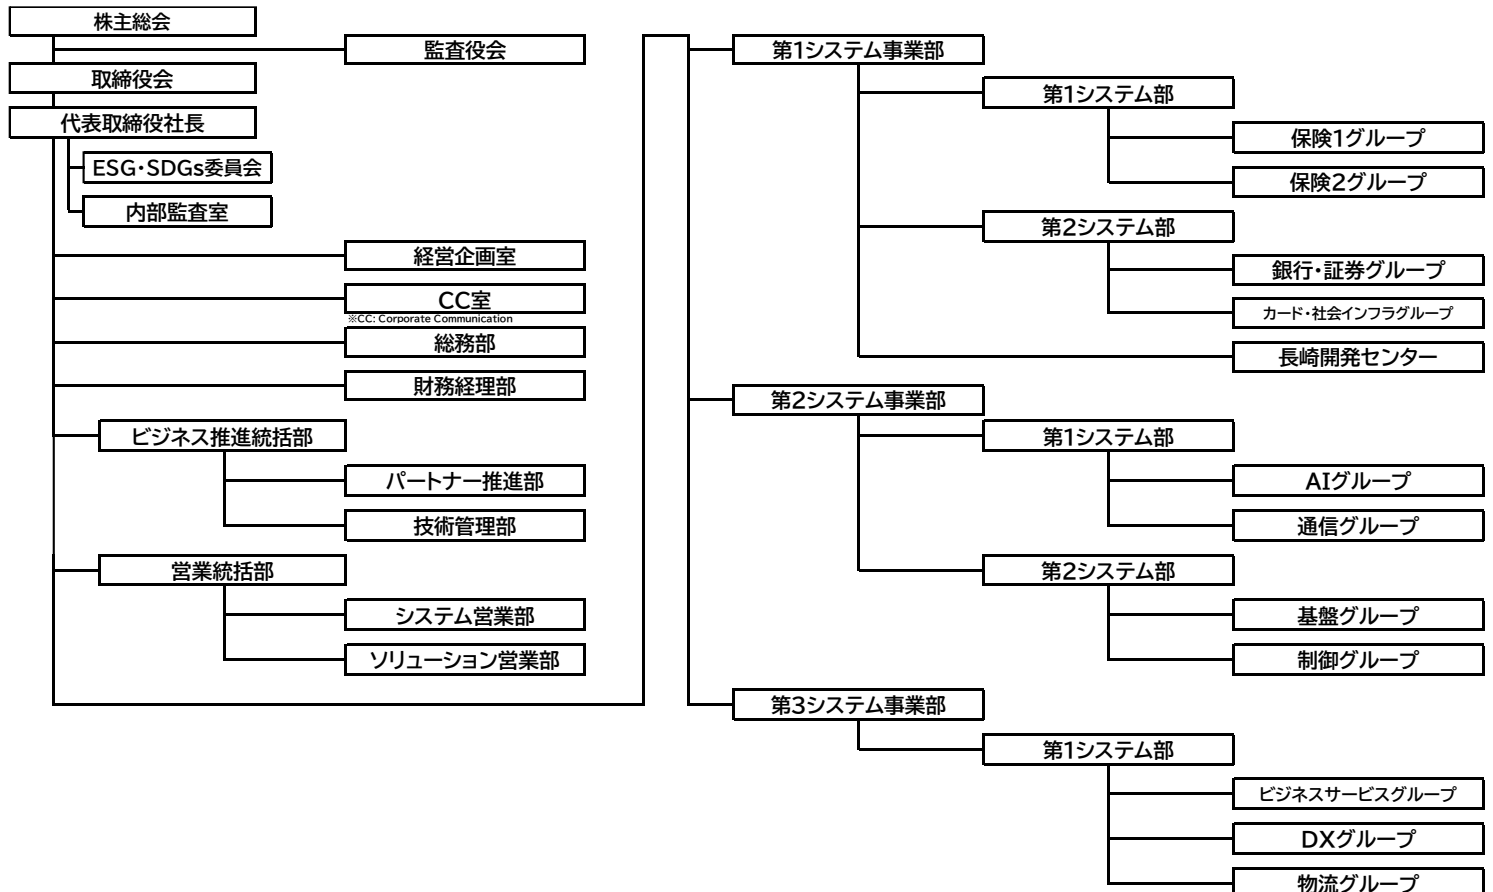 株主総会
監査役会
取締役会
代表取締役社長
ESG・SDGs委員会
内部監査室
経営企画室
CC室
※CC: Corporate Communication
総務部
財務経理部
ビジネス推進統括部
パートナー推進部
技術管理部
営業統括部
システム営業部
ソリューション営業部
第1システム事業部
第1システム部
保険1グループ
保険2グループ
第2システム部
銀行・証券グループ
カード・社会インフラグループ
長崎開発センター
第2システム事業部
第1システム部
AIグループ
通信グループ
第2システム部
基盤グループ
制御グループ
第3システム事業部
第1システム部
ビジネスサービスグループ
DXグループ
物流グループ